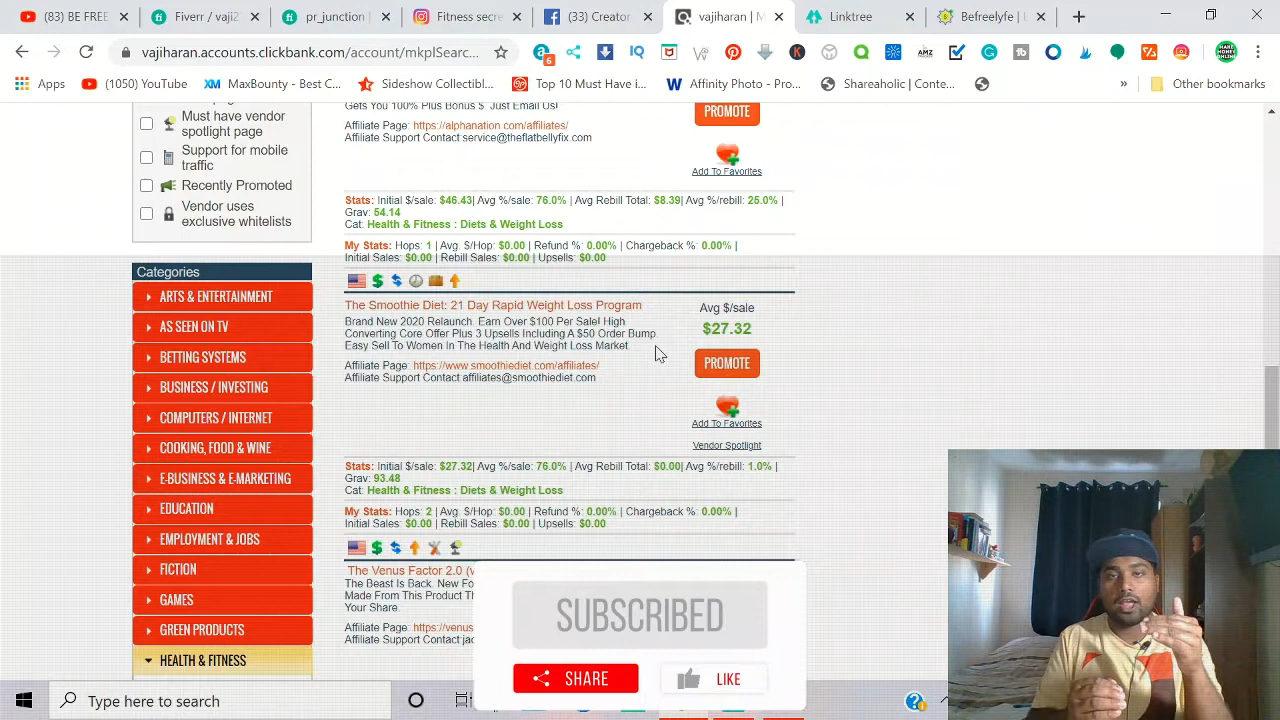 (83) BE FREE
Fiverr / vaji
pr_junction |
Fitness secre
(33) Creator
vajiharan | M
Linktree
Befreelyfe | L
vajiharan.accounts.clickbank.com/account/mkplSearc...
6
Apps
(150) YouTube
Maxbounty - Best C...
Sideshow Collectibl...
Top 10 Must Have i...
Affinity Photo - Pro...
Shareaholic | Conte...
»
Other bookmarks
Must have vendor
spotlight page
Support for mobile
traffic
Recently Promoted
Vendor uses
exclusive whitelists
Categories
ARTS & ENTERTAINMENT
AS SEEN ON TV
BETTING SYSTEMS
BUSINESS / INVESTING
COMPUTERS / INTERNET
COOKING, FOOD & WINE
E-BUSINESS & E-MARKETING
EDUCATION
EMPLOYMENT & JOBS
FICTION
GAMES
GREEN PRODUCTS
HEALTH & FITNESS
Gets You 100% Plus Bonus $. Just Email Us!
Affiliate Page: https://alphanation.com/affiliates/
Affiliate Support Contact service@theflatbellyfix.com
PROMOTE
Add To Favorites
Stats: Initial $/sale: $46.43| Avg %/sale: 76.0% | Avg Rebill Total: $8.39| Avg %/rebill: 25.0% |
Grav: 54.14
Cat: Health & Fitness : Diets & Weight Loss
My Stats: Hops: 1 | Avg. $/Hop: $0.00 | Refund %: 0.00% | Chargeback %: 0.00% |
Initial Sales: $0.00 | Rebill Sales: $0.00 | Upsells: $0.00
The Smoothie Diet: 21 Day Rapid Weight Loss Program
Brand New 2020 Relaunch. Earn Over $100 Per Sale! High
Converting Core Offer Plus 3 Upsells Including A $50 Order Bump.
Easy Sell To Women In The Health And Weight Loss Market.
Affiliate Page: https://www.smoothiediet.com/affiliates/
Affiliate Support Contact affiliates@smoothiediet.com
Avg $/sale
$27.32
PROMOTE
Add To Favorites
Vendor Spotlight
Stats: Initial $/sale: $27.32| Avg %/sale: 76.0% | Avg Rebill Total: $0.00| Avg %/rebill: 1.0% |
Grav: 93.48
Cat: Health & Fitness : Diets & Weight Loss
My Stats: Hops: 2 | Avg. $/Hop: $0.00 | Refund %: 0.00% | Chargeback %: 0.00% |
Initial Sales: $0.00 | Rebill Sales: $0.00 | Upsells: $0.00
The Venus Factor 2.0 (v
The Beast Is Back. New Fo
Made From This Product Th
Your Share.
Affiliate Page: https://venus
Affiliate Support Contact jac
SUBSCRIBED
SHARE
LIKE
Type here to search